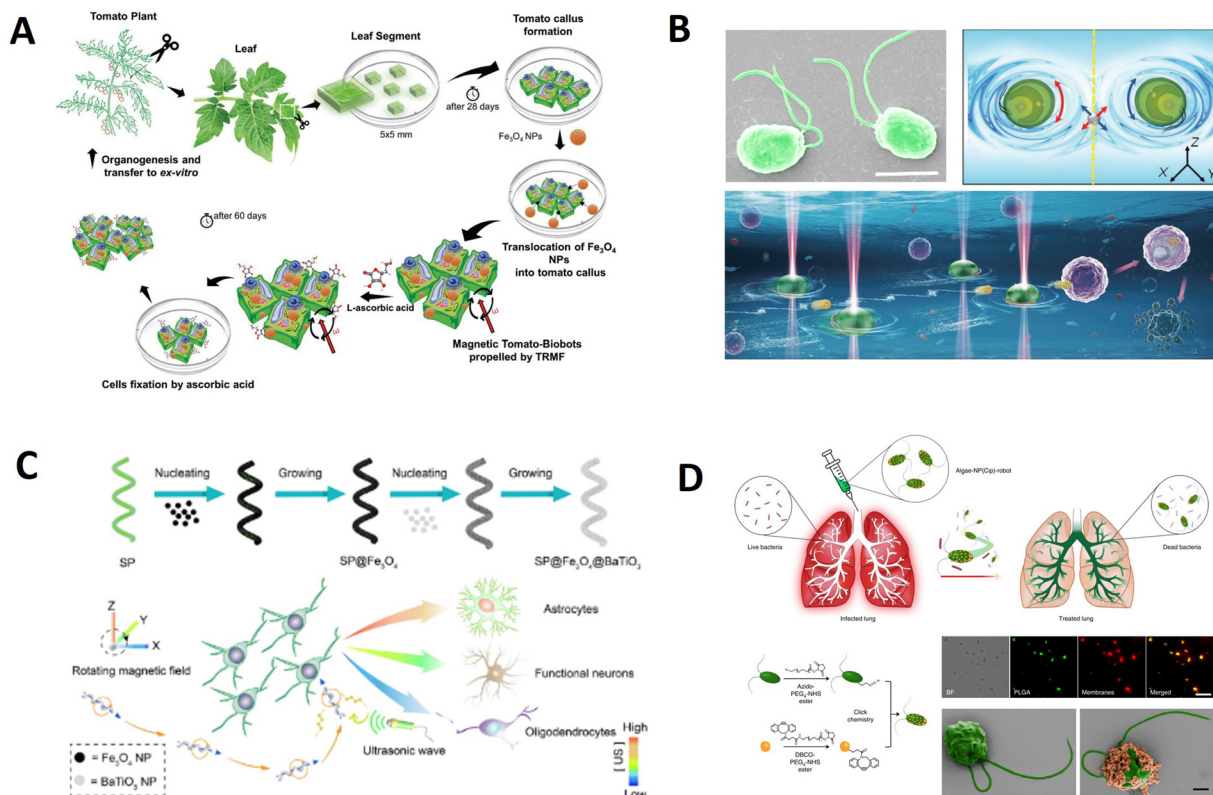 A
Tomato Plant
Leaf
Leaf Segment
Tomato callus
formation
after 28 days
5x5 mm
Fe₃O₄ NPs
Organogenesis and
transfer to ex-vitro
after 60 days
Translocation of Fe₃O₄
NPs
into tomato callus
L-ascorbic acid
ω
ω
Magnetic Tomato-Biobots
propelled by TRMF
Cells fixation by ascorbic acid
B
Z
X
Y
C
Nucleating
Growing
Nucleating
Growing
SP
SP@Fe₃O₄
SP@Fe₃O₄@BaTiO₃
Z
Y
X
Rotating magnetic field
Astrocytes
Functional neurons
Oligodendrocytes
Ultrasonic wave
High
[ US ]
Low
= Fe₃O₄ NP
= BaTiO₃ NP
D
Algae-NP(Cip)-robot
Live bacteria
Dead bacteria
Infected lung
Treated lung
Azido-
PEG₄-NHS
ester
Click
chemistry
DBCO-
PEG₄-NHS
ester
BF
PLGA
Membranes
Merged